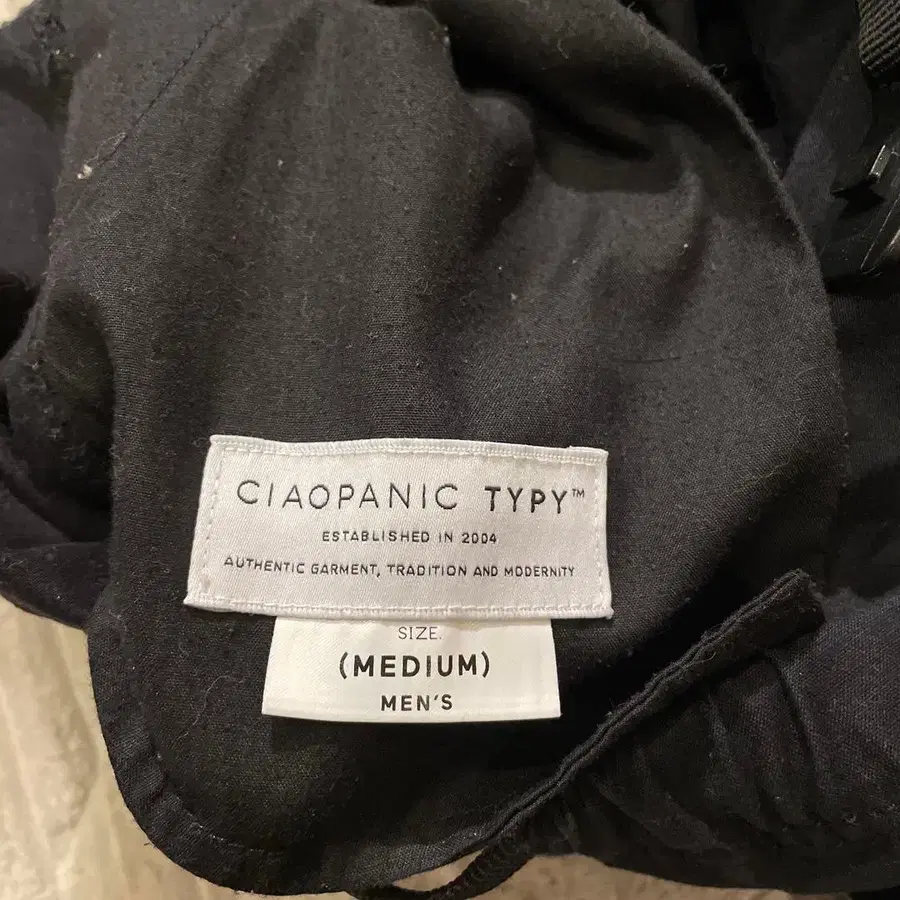 CIAOPANIC TYPY™
ESTABLISHED IN 2004
AUTHENTIC GARMENT, TRADITION AND MODERNITY
SIZE.
(MEDIUM)
MEN'S